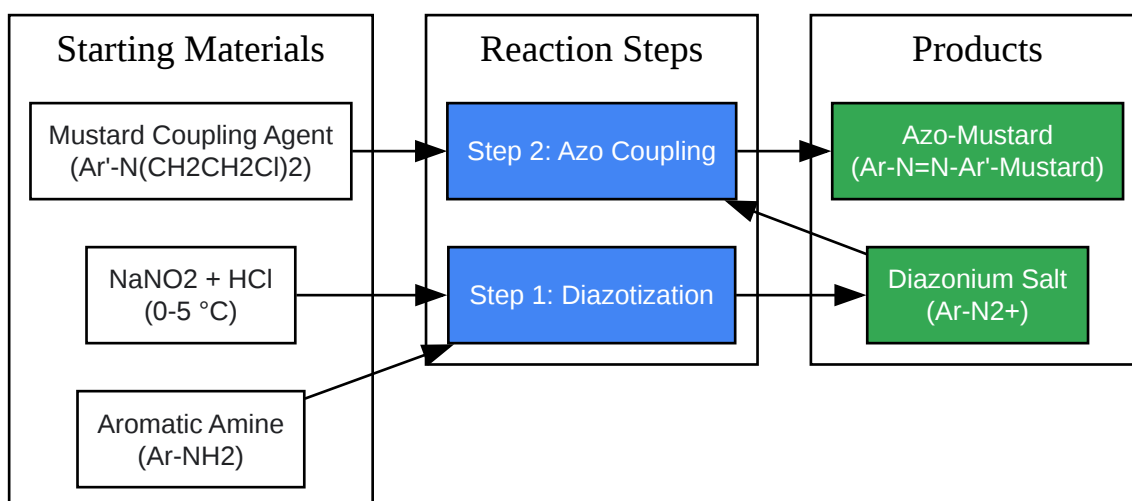 Starting Materials
Mustard Coupling Agent
(Ar'-N(CH2CH2Cl)2)
NaNO2 + HCl
(0-5 °C)
Aromatic Amine
(Ar-NH2)
Reaction Steps
Step 2: Azo Coupling
Step 1: Diazotization
Products
Azo-Mustard
(Ar-N=N-Ar'-Mustard)
Diazonium Salt
(Ar-N2+)